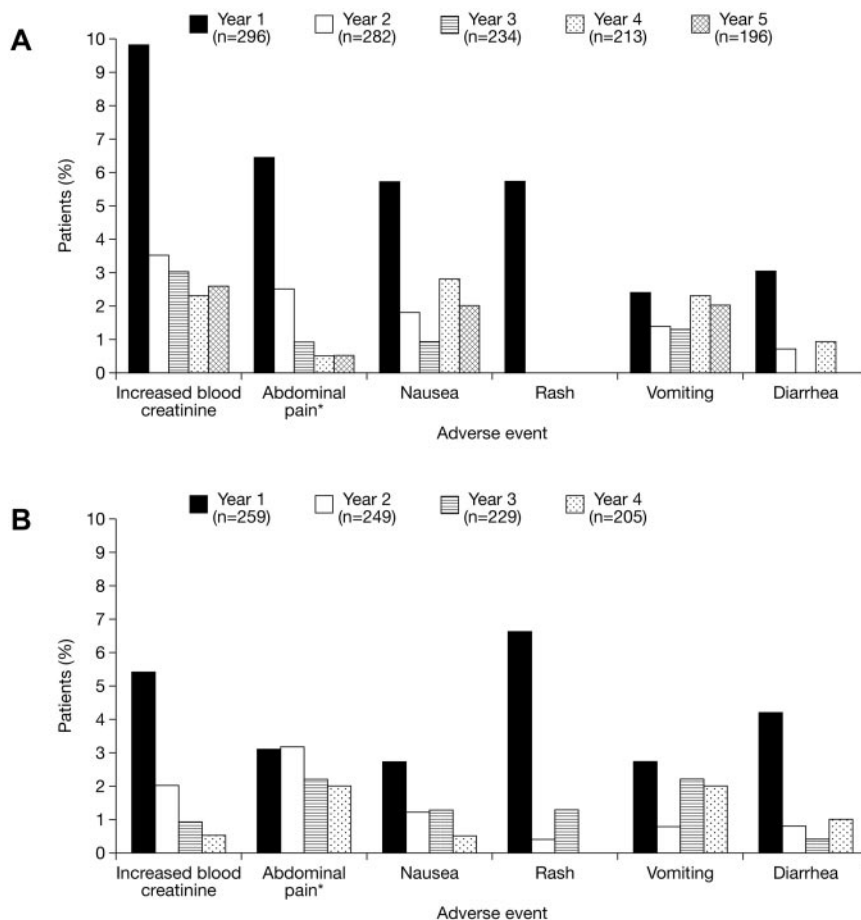 A
Year 1 Year 2 Year 3 Year 4 Year 5
(n=296) (n=282) (n=234) (n=213) (n=196)
10
9
8
7
6
5
4
3
2
1
0
Patients (%)
Increased blood creatinine
Abdominal pain*
Nausea
Rash
Vomiting
Diarrhea
Adverse event
B
Year 1 Year 2 Year 3 Year 4
(n=259) (n=249) (n=229) (n=205)
10
9
8
7
6
5
4
3
2
1
0
Patients (%)
Increased blood creatinine
Abdominal pain*
Nausea
Rash
Vomiting
Diarrhea
Adverse event